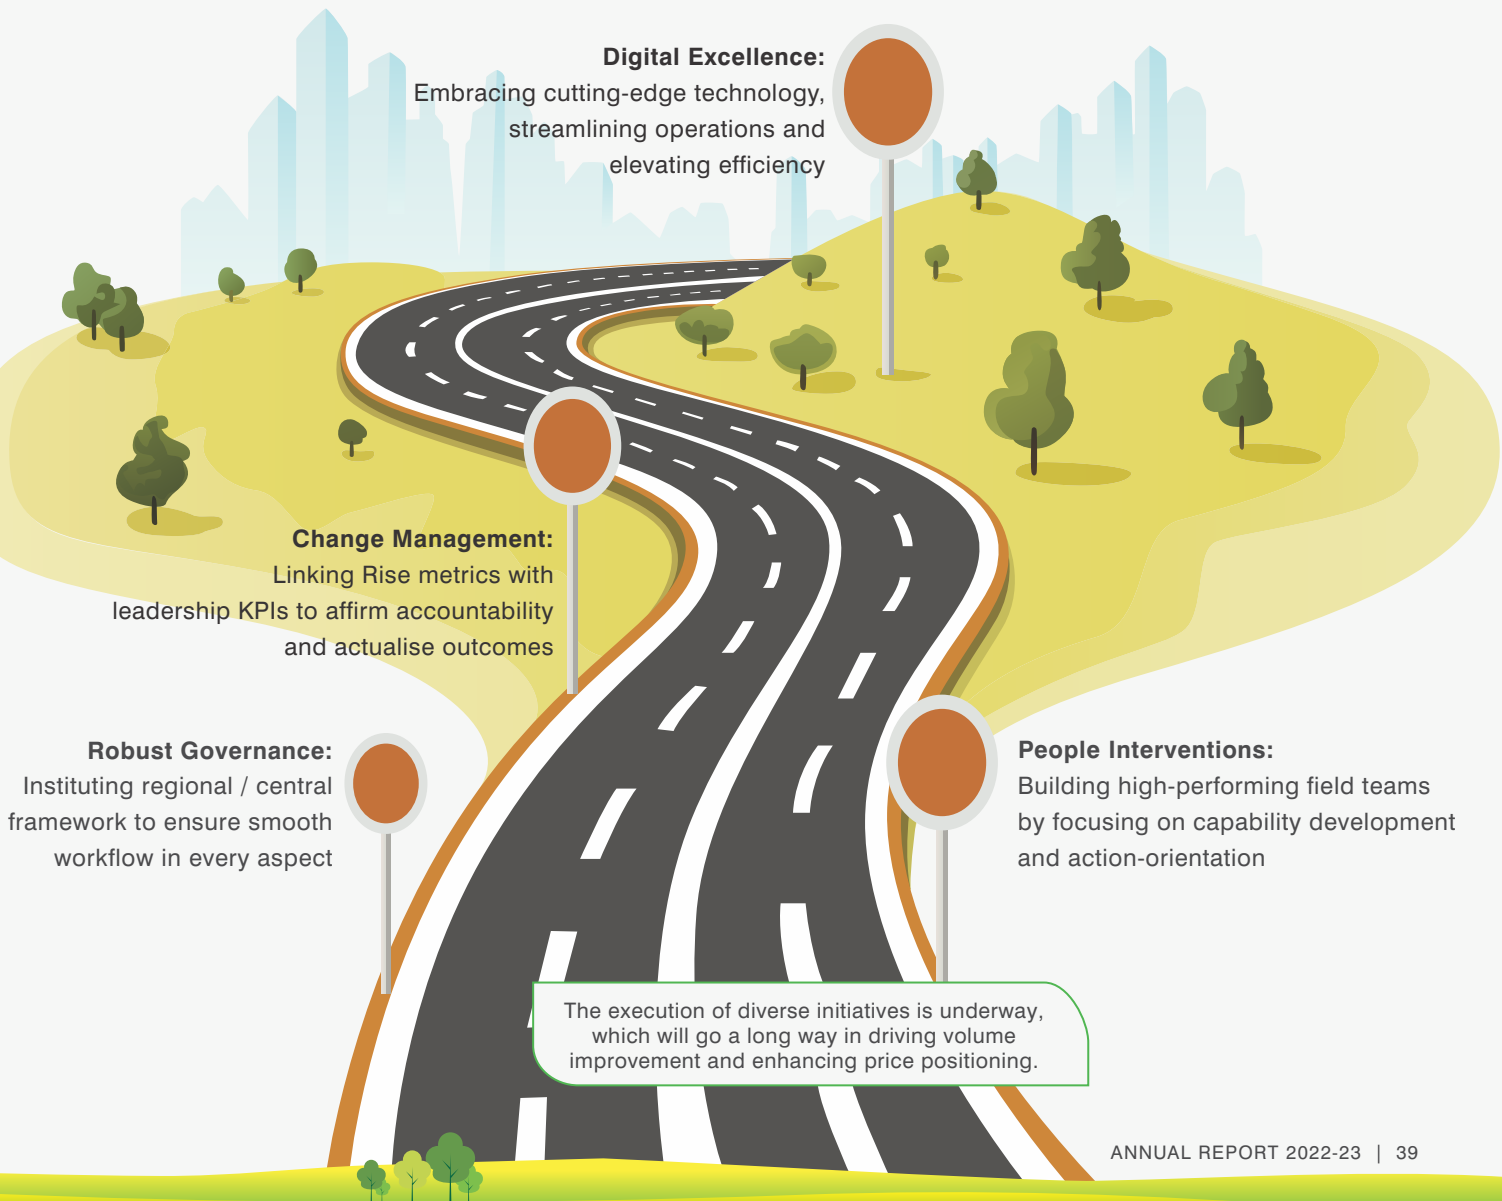 Digital Excellence:
Embracing cutting-edge technology,
streamlining operations and
elevating efficiency
Change Management:
Linking Rise metrics with
leadership KPIs to affirm accountability
and actualise outcomes
Robust Governance:
Instituting regional / central
framework to ensure smooth
workflow in every aspect
People Interventions:
Building high-performing field teams
by focusing on capability development
and action-orientation
The execution of diverse initiatives is underway,
which will go a long way in driving volume
improvement and enhancing price positioning.
ANNUAL REPORT 2022-23 | 39